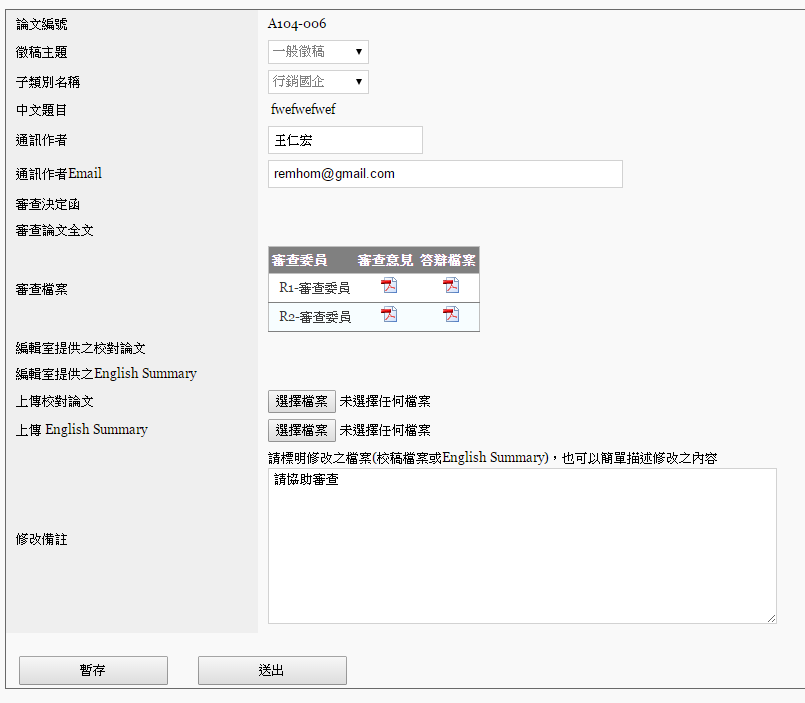 論文編號 A104-006
徵稿主題 一般徵稿
子類別名稱 行銷國企
中文題目 fwefwefwef
通訊作者 王仁宏
通訊作者Email remhom@gmail.com
審查決定函
審查論文全文
審查委員 審查意見 答辯檔案
審查檔案 R1-審查委員
R2-審查委員
編輯室提供之校對論文
編輯室提供之English Summary
上傳校對論文 選擇檔案 未選擇任何檔案
上傳 English Summary 選擇檔案 未選擇任何檔案
請標明修改之檔案(校稿檔案或English Summary)，也可以簡單描述修改之內容
請協助審查
修改備註
暫存 送出